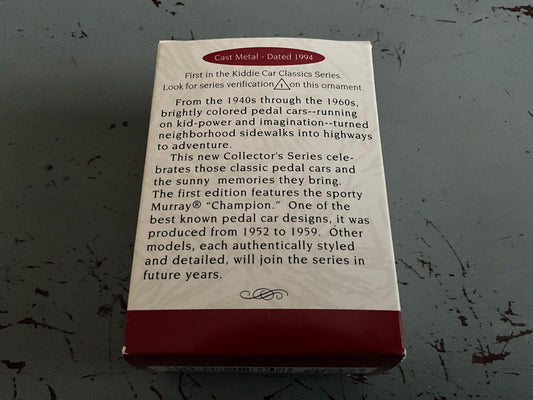 Cast Metal - Dated 1994
First in the Kiddie Car Classics Series.
Look for series verification 1 on this ornament.
From the 1940s through the 1960s,
brightly colored pedal cars--running
on kid-power and imagination--turned
neighborhood sidewalks into highways
to adventure.
This new Collector's Series cele-
brates those classic pedal cars and
the sunny memories they bring.
The first edition features the sporty
Murray® "Champion." One of the
best known pedal car designs, it was
produced from 1952 to 1959. Other
models, each authentically styled
and detailed, will join the series in
future years.